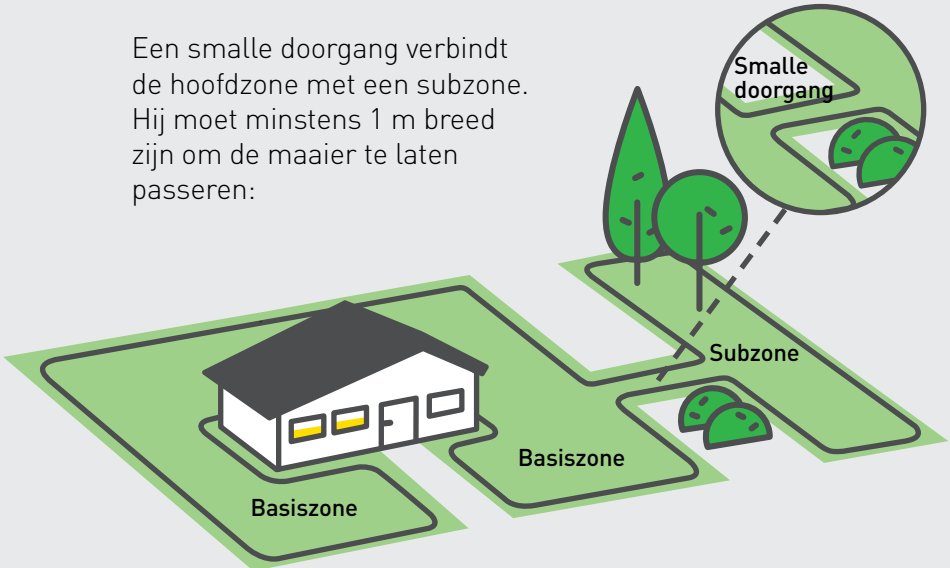 Een smalle doorgang verbindt
de hoofdzone met een subzone.
Hij moet minstens 1 m breed
zijn om de maaier te laten
passeren:
Smalle
doorgang
Subzone
Basiszone
Basiszone